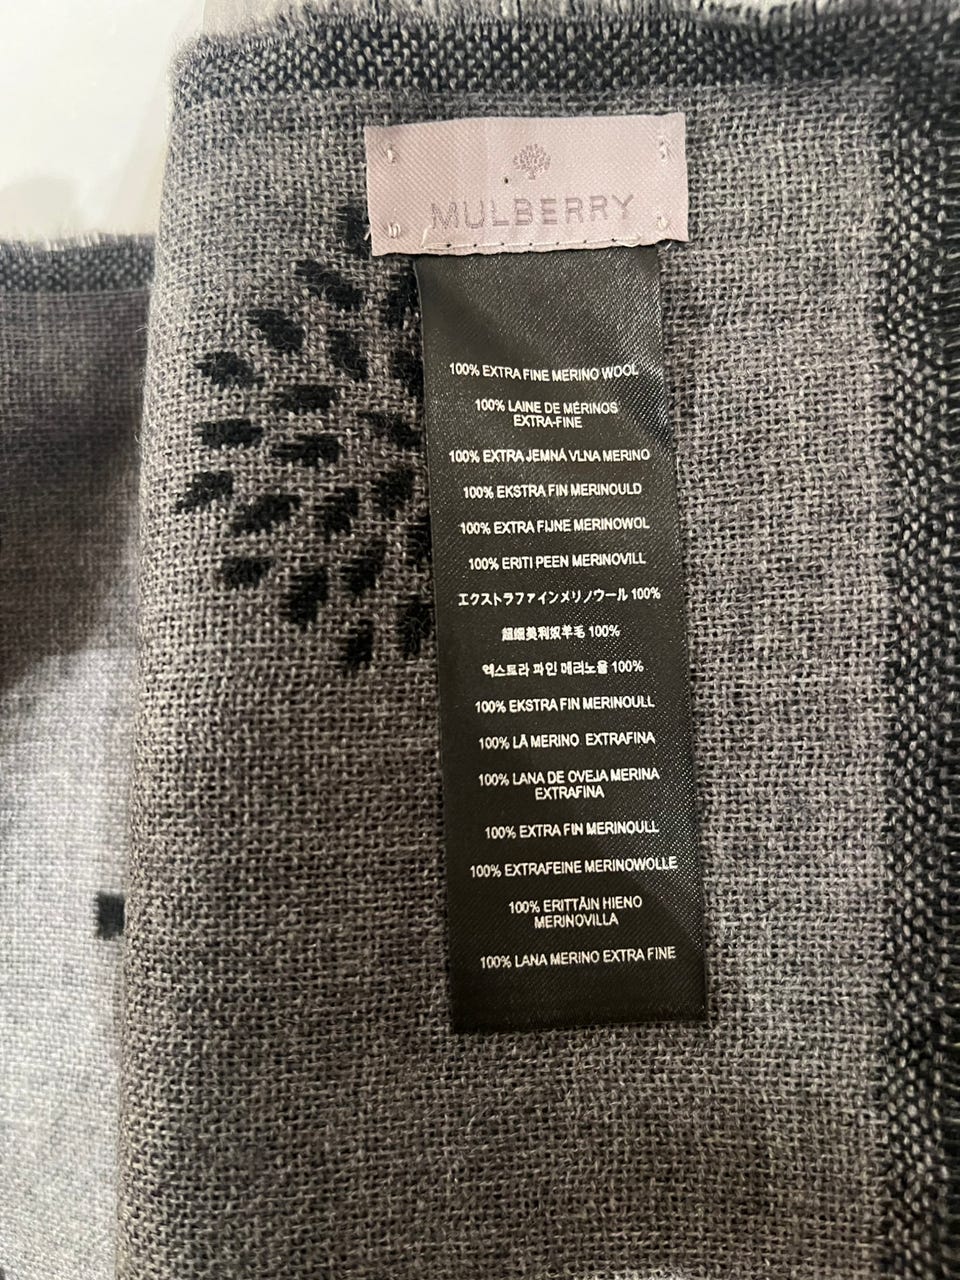 MULBERRY
100% EXTRA FINE MERINO WOOL
100% LAINE DE MÉRINOS
EXTRA-FINE
100% EXTRA JEMNÁ VLNA MERINO
100% EKSTRA FIN MERINOULD
100% EXTRA FIJNE MERINOWOL
100% ERITI PEEN MERINOVILL
エクストラファインメリノウール 100%
超细美利奴羊毛 100%
엑스트라 파인 메리노울 100%
100% EKSTRA FIN MERINOULL
100% LÃ MERINO EXTRAFINA
100% LANA DE OVEJA MERINA
EXTRAFINA
100% EXTRA FIN MERINOULL
100% EXTRAFEINE MERINOWOLLE
100% ERITTÄIN HIENO
MERINOVILLA
100% LANA MERINO EXTRA FINE